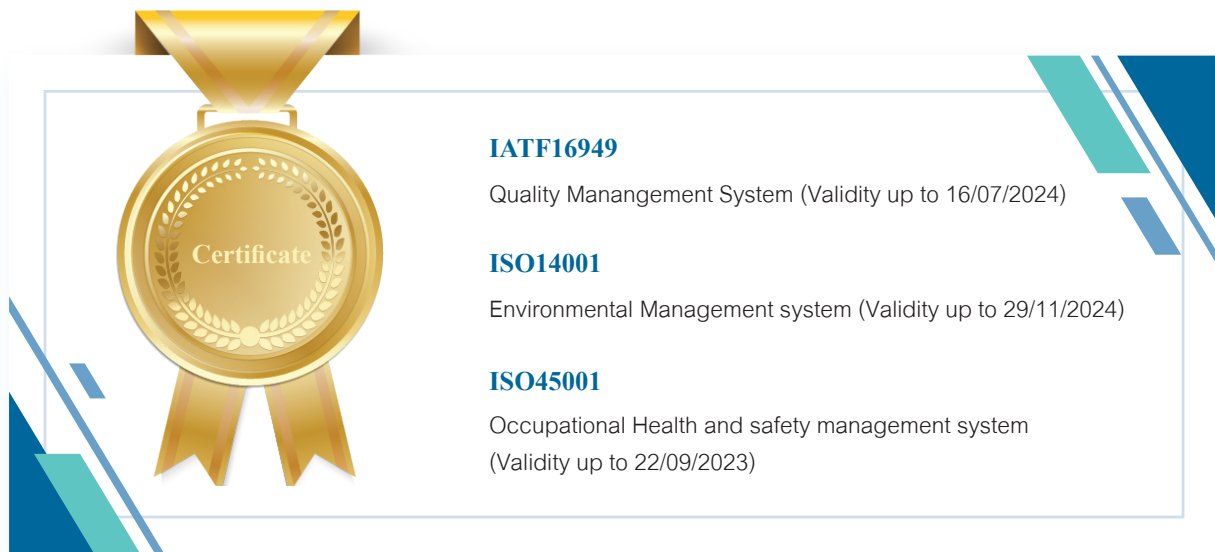 Certificate
IATF16949
Quality Manangement System (Validity up to 16/07/2024)
ISO14001
Environmental Management system (Validity up to 29/11/2024)
ISO45001
Occupational Health and safety management system
(Validity up to 22/09/2023)